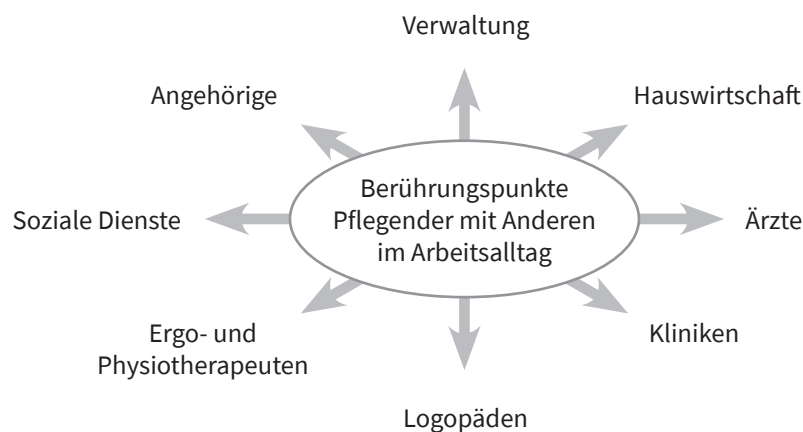 Verwaltung
Angehörige
Hauswirtschaft
Berührungspunkte
Pflegender mit Anderen
im Arbeitsalltag
Soziale Dienste
Ärzte
Ergo- und
Physiotherapeuten
Kliniken
Logopäden